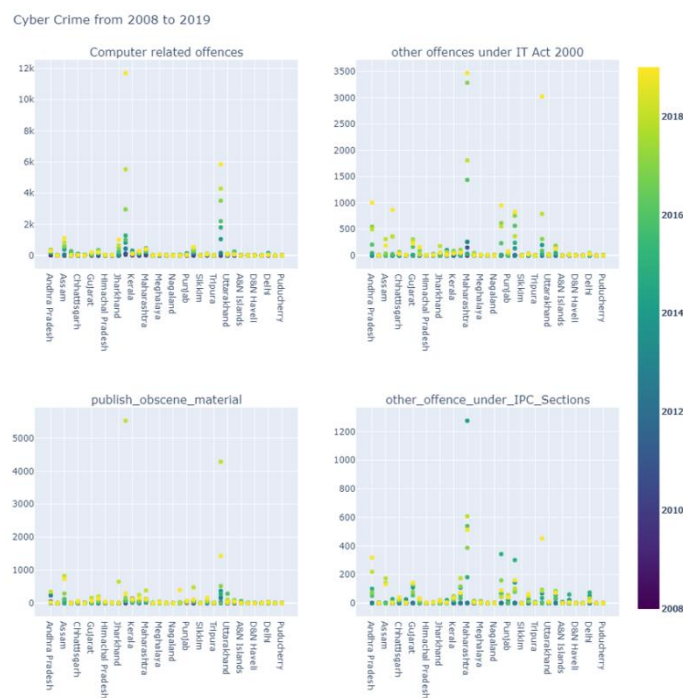 Cyber Crime from 2008 to 2019
Computer related offences
12k
10k
8k
6k
4k
2k
0
Andhra Pradesh
Assam
Chhattisgarh
Gujarat
Himachal Pradesh
Jharkhand
Kerala
Maharashtra
Meghalaya
Nagaland
Punjab
Sikkim
Tripura
Uttarakhand
A&N Islands
D&N Haveli
Delhi
Puducherry
other offences under IT Act 2000
3500
3000
2500
2000
1500
1000
500
0
Andhra Pradesh
Assam
Chhattisgarh
Gujarat
Himachal Pradesh
Jharkhand
Kerala
Maharashtra
Meghalaya
Nagaland
Punjab
Sikkim
Tripura
Uttarakhand
A&N Islands
D&N Haveli
Delhi
Puducherry
publish_obscene_material
5000
4000
3000
2000
1000
0
Andhra Pradesh
Assam
Chhattisgarh
Gujarat
Himachal Pradesh
Jharkhand
Kerala
Maharashtra
Meghalaya
Nagaland
Punjab
Sikkim
Tripura
Uttarakhand
A&N Islands
D&N Haveli
Delhi
Puducherry
other_offence_under_IPC_Sections
1200
1000
800
600
400
200
0
Andhra Pradesh
Assam
Chhattisgarh
Gujarat
Himachal Pradesh
Jharkhand
Kerala
Maharashtra
Meghalaya
Nagaland
Punjab
Sikkim
Tripura
Uttarakhand
A&N Islands
D&N Haveli
Delhi
Puducherry
2018
2016
2014
2012
2010
2008